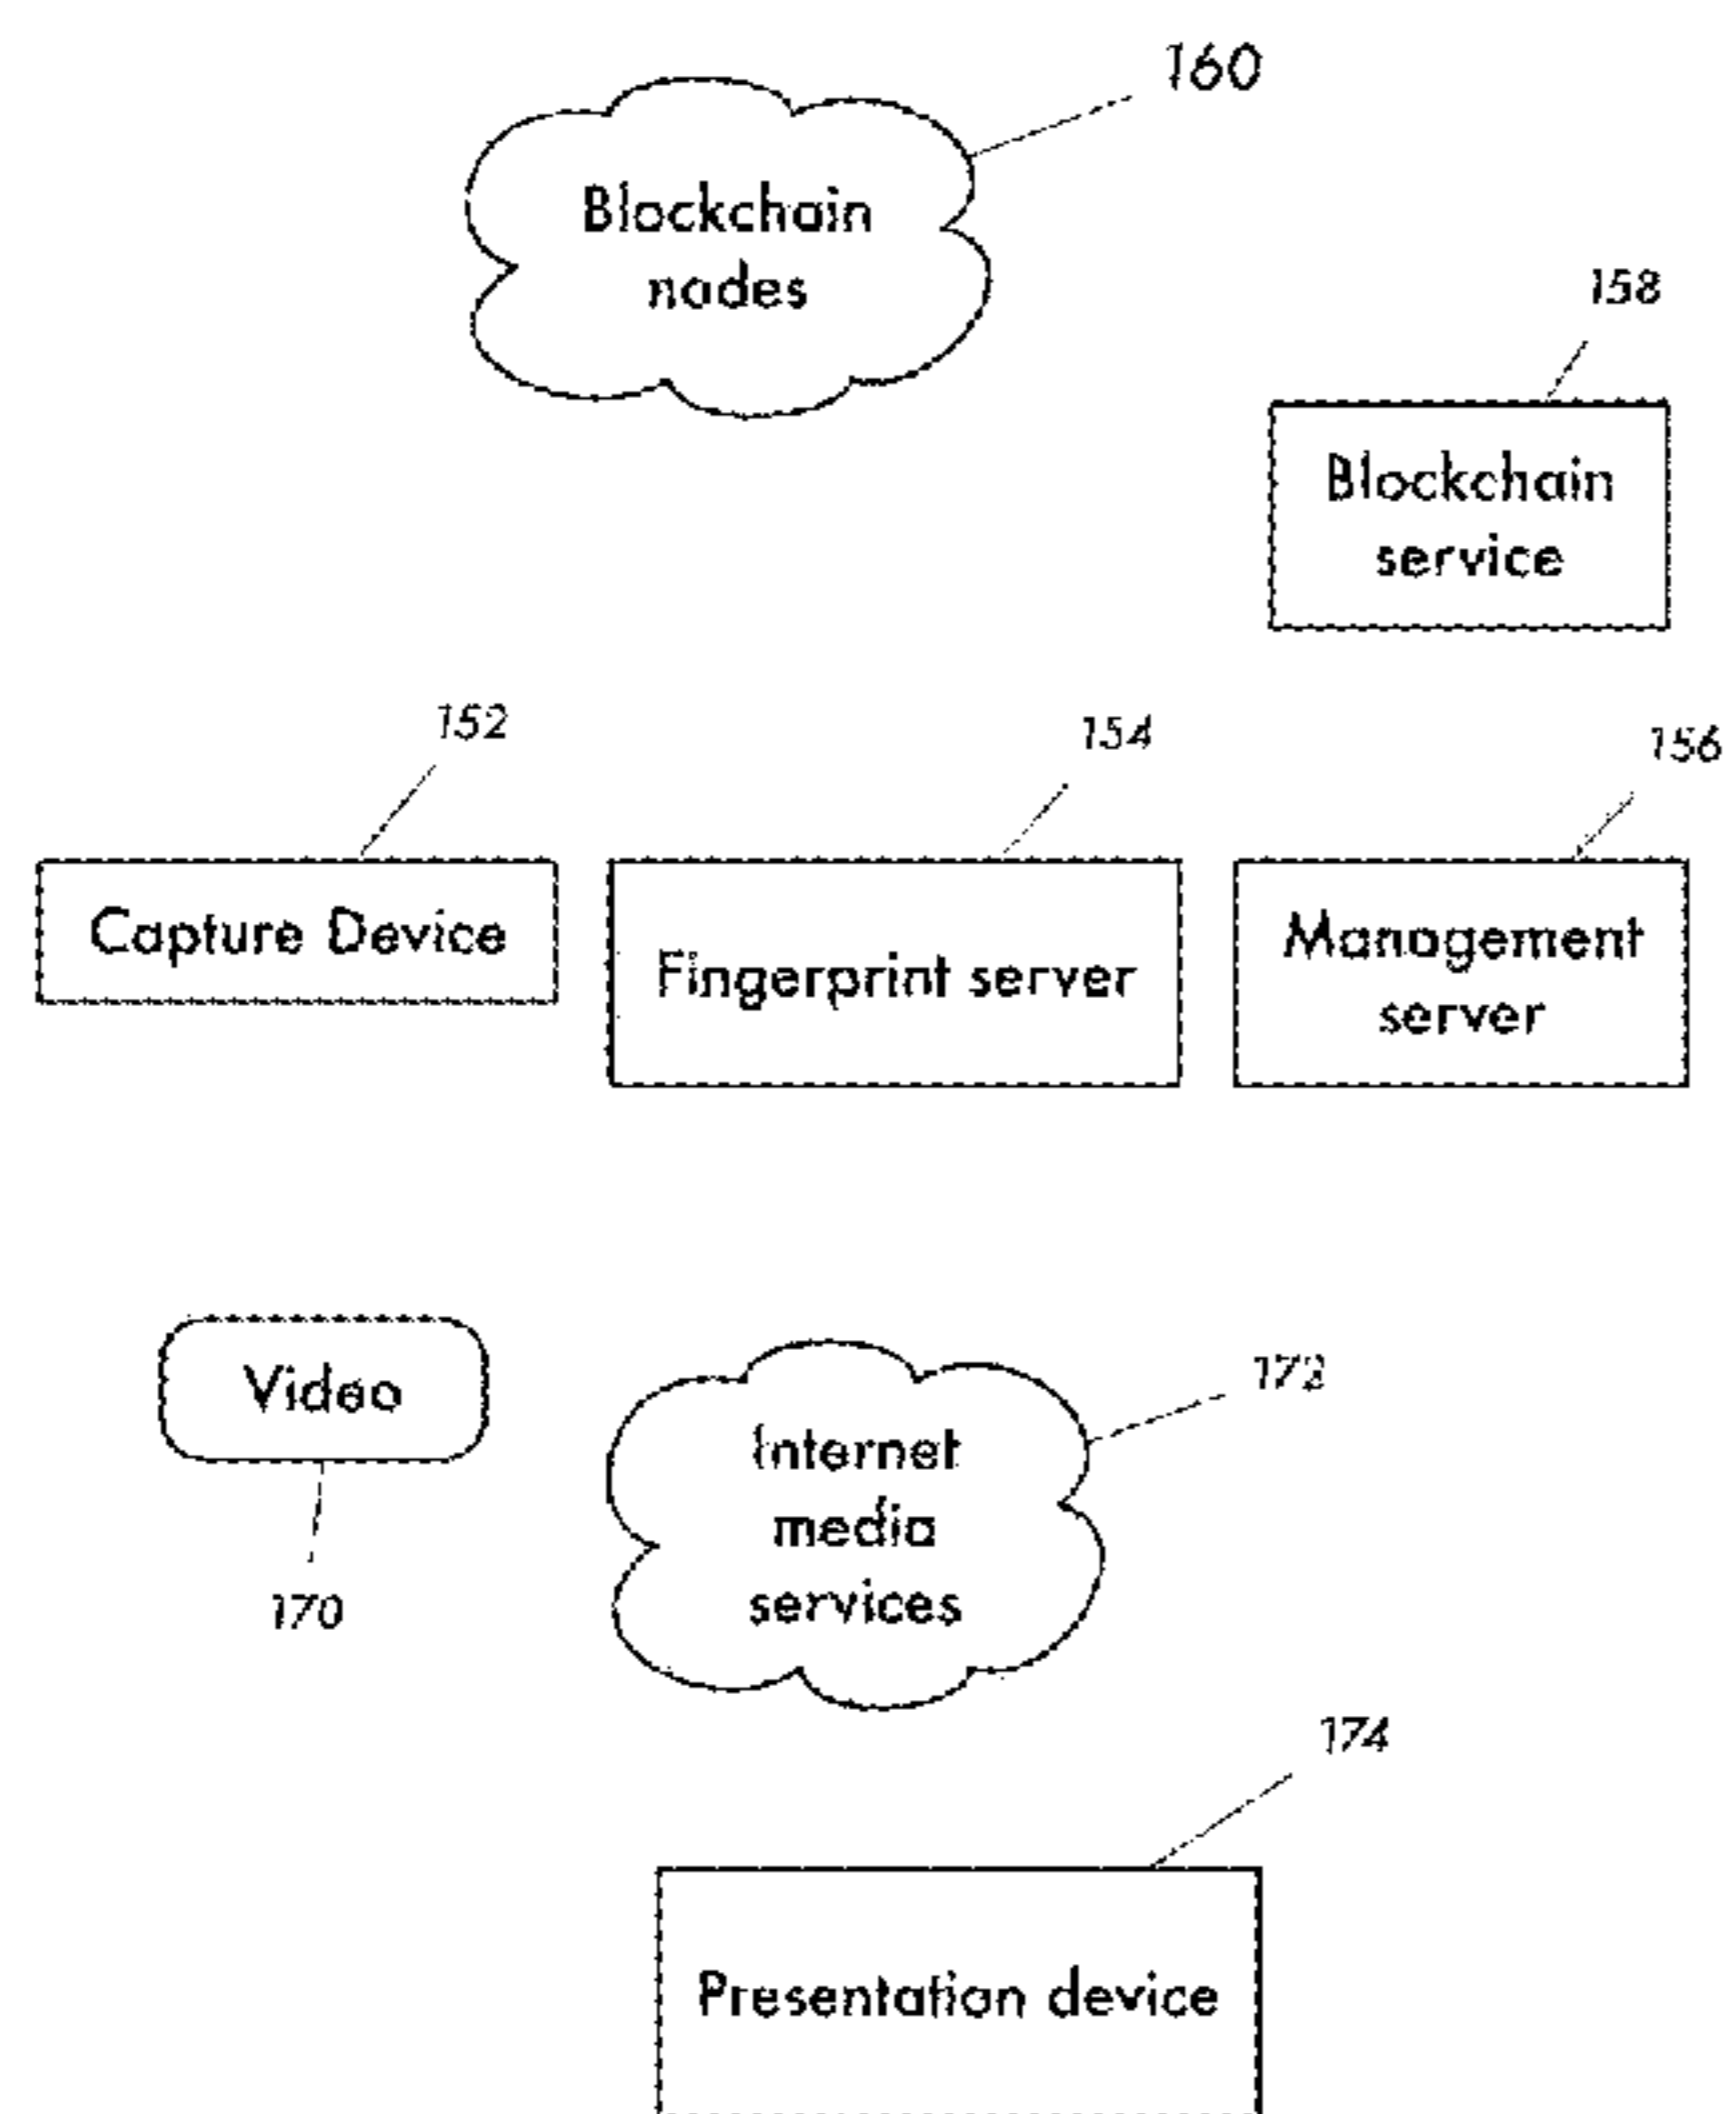 160
Blockchain
nodes
158
Blockchain
service
152
154
156
Capture Device
Fingerprint server
Management
server
Video
170
172
Internet
media
services
174
Presentation device